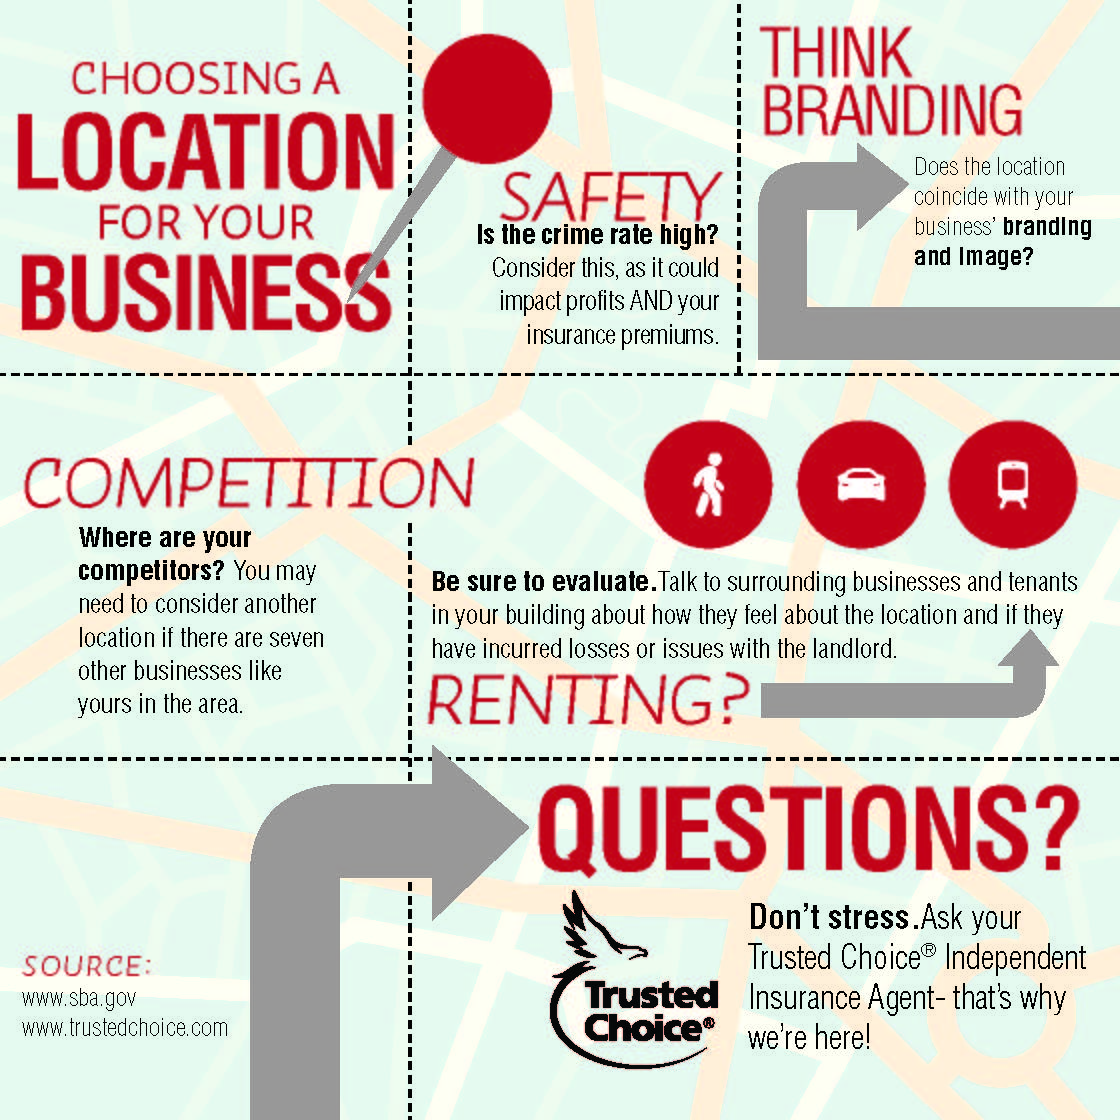 CHOOSING A
LOCATION
FOR YOUR
BUSINESS
SAFETY
Is the crime rate high?
Consider this, as it could
impact profits AND your
insurance premiums.
THINK
BRANDING
Does the location
coincide with your
business' branding
and Image?
COMPETITION
Where are your
competitors? You may
need to consider another
location if there are seven
other businesses like
yours in the area.
Be sure to evaluate.Talk to surrounding businesses and tenants
in your building about how they feel about the location and if they
have incurred losses or issues with the landlord.
RENTING?
QUESTIONS?
Don't stress.Ask your
Trusted Choice® Independent
Insurance Agent- that's why
we're here!
Trusted
Choice®
SOURCE:
www.sba.gov
www.trustedchoice.com